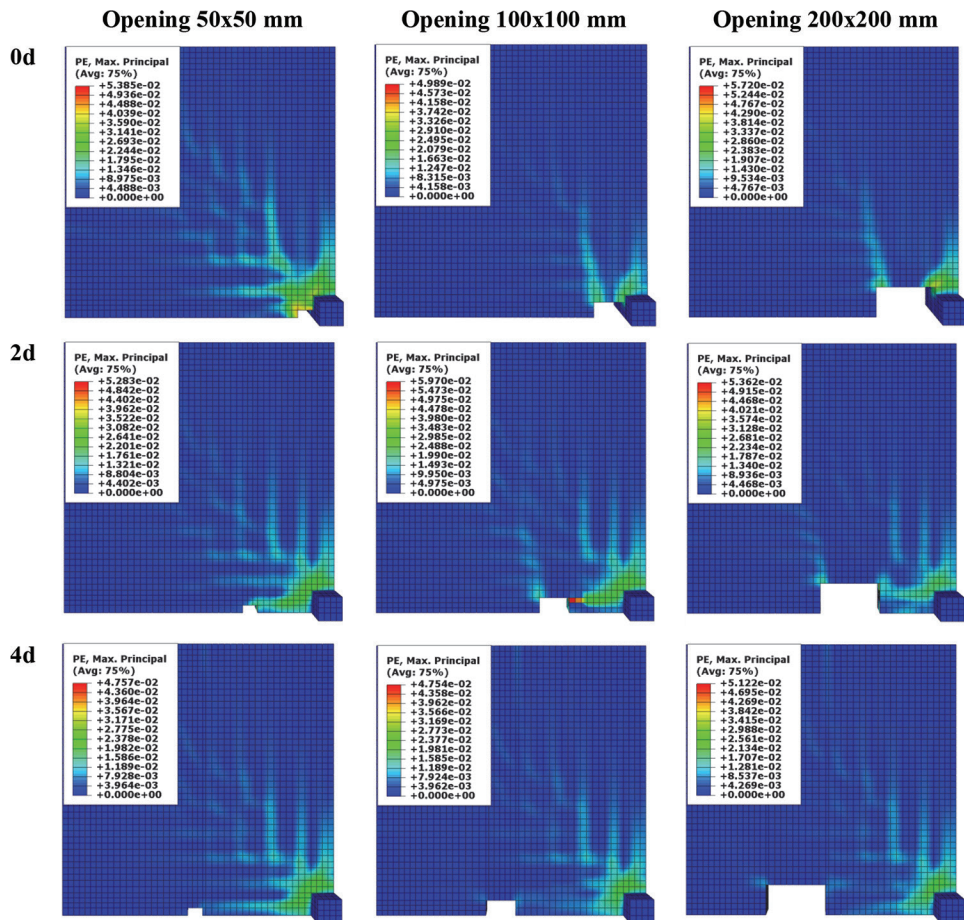 Opening 50x50 mm
Opening 100x100 mm
Opening 200x200 mm
0d
PE, Max. Principal
(Avg: 75%)
+5.385e-02
+4.936e-02
+4.488e-02
+4.039e-02
+3.590e-02
+3.141e-02
+2.693e-02
+2.244e-02
+1.795e-02
+1.346e-02
+8.975e-03
+4.488e-03
+0.000e+00
PE, Max. Principal
(Avg: 75%)
+4.989e-02
+4.573e-02
+4.158e-02
+3.742e-02
+3.326e-02
+2.910e-02
+2.495e-02
+2.079e-02
+1.663e-02
+1.247e-02
+8.315e-03
+4.158e-03
+0.000e+00
PE, Max. Principal
(Avg: 75%)
+5.720e-02
+5.244e-02
+4.767e-02
+4.290e-02
+3.814e-02
+3.337e-02
+2.860e-02
+2.383e-02
+1.907e-02
+1.430e-02
+9.534e-03
+4.767e-03
+0.000e+00
2d
PE, Max. Principal
(Avg: 75%)
+5.283e-02
+4.842e-02
+4.402e-02
+3.962e-02
+3.522e-02
+3.082e-02
+2.641e-02
+2.201e-02
+1.761e-02
+1.321e-02
+8.804e-03
+4.402e-03
+0.000e+00
PE, Max. Principal
(Avg: 75%)
+5.970e-02
+5.473e-02
+4.975e-02
+4.478e-02
+3.980e-02
+3.483e-02
+2.985e-02
+2.488e-02
+1.990e-02
+1.493e-02
+9.950e-03
+4.975e-03
+0.000e+00
PE, Max. Principal
(Avg: 75%)
+5.362e-02
+4.915e-02
+4.468e-02
+4.021e-02
+3.574e-02
+3.128e-02
+2.681e-02
+2.234e-02
+1.787e-02
+1.340e-02
+8.936e-03
+4.468e-03
+0.000e+00
4d
PE, Max. Principal
(Avg: 75%)
+4.757e-02
+4.360e-02
+3.964e-02
+3.567e-02
+3.171e-02
+2.775e-02
+2.378e-02
+1.982e-02
+1.586e-02
+1.189e-02
+7.928e-03
+3.964e-03
+0.000e+00
PE, Max. Principal
(Avg: 75%)
+4.754e-02
+4.358e-02
+3.962e-02
+3.566e-02
+3.169e-02
+2.773e-02
+2.377e-02
+1.981e-02
+1.585e-02
+1.189e-02
+7.924e-03
+3.962e-03
+0.000e+00
PE, Max. Principal
(Avg: 75%)
+5.122e-02
+4.695e-02
+4.269e-02
+3.842e-02
+3.415e-02
+2.988e-02
+2.561e-02
+2.134e-02
+1.707e-02
+1.281e-02
+8.537e-03
+4.269e-03
+0.000e+00